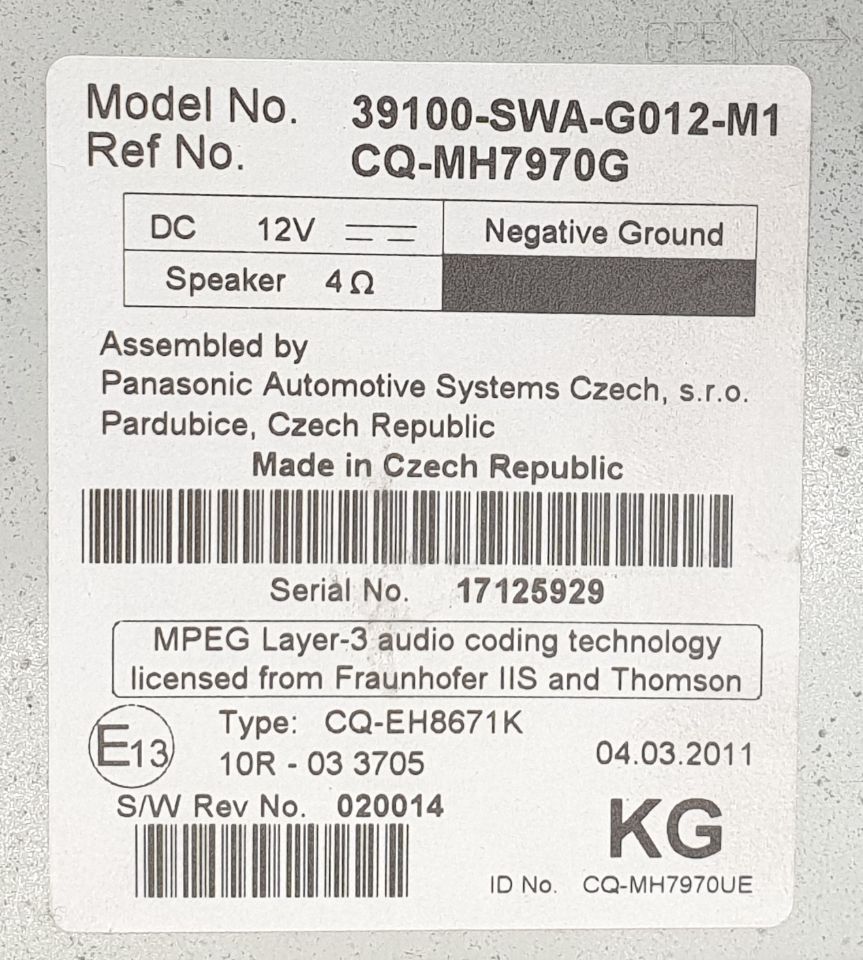 OPEN
Model No. 39100-SWA-G012-M1
Ref No. CQ-MH7970G
DC 12V Negative Ground
Speaker 4Ω
Assembled by
Panasonic Automotive Systems Czech, s.r.o.
Pardubice, Czech Republic
Made in Czech Republic
Serial No. 17125929
MPEG Layer-3 audio coding technology
licensed from Fraunhofer IIS and Thomson
E13
Type: CQ-EH8671K
10R - 03 3705
04.03.2011
S/W Rev No. 020014
KG
ID No. CQ-MH7970UE